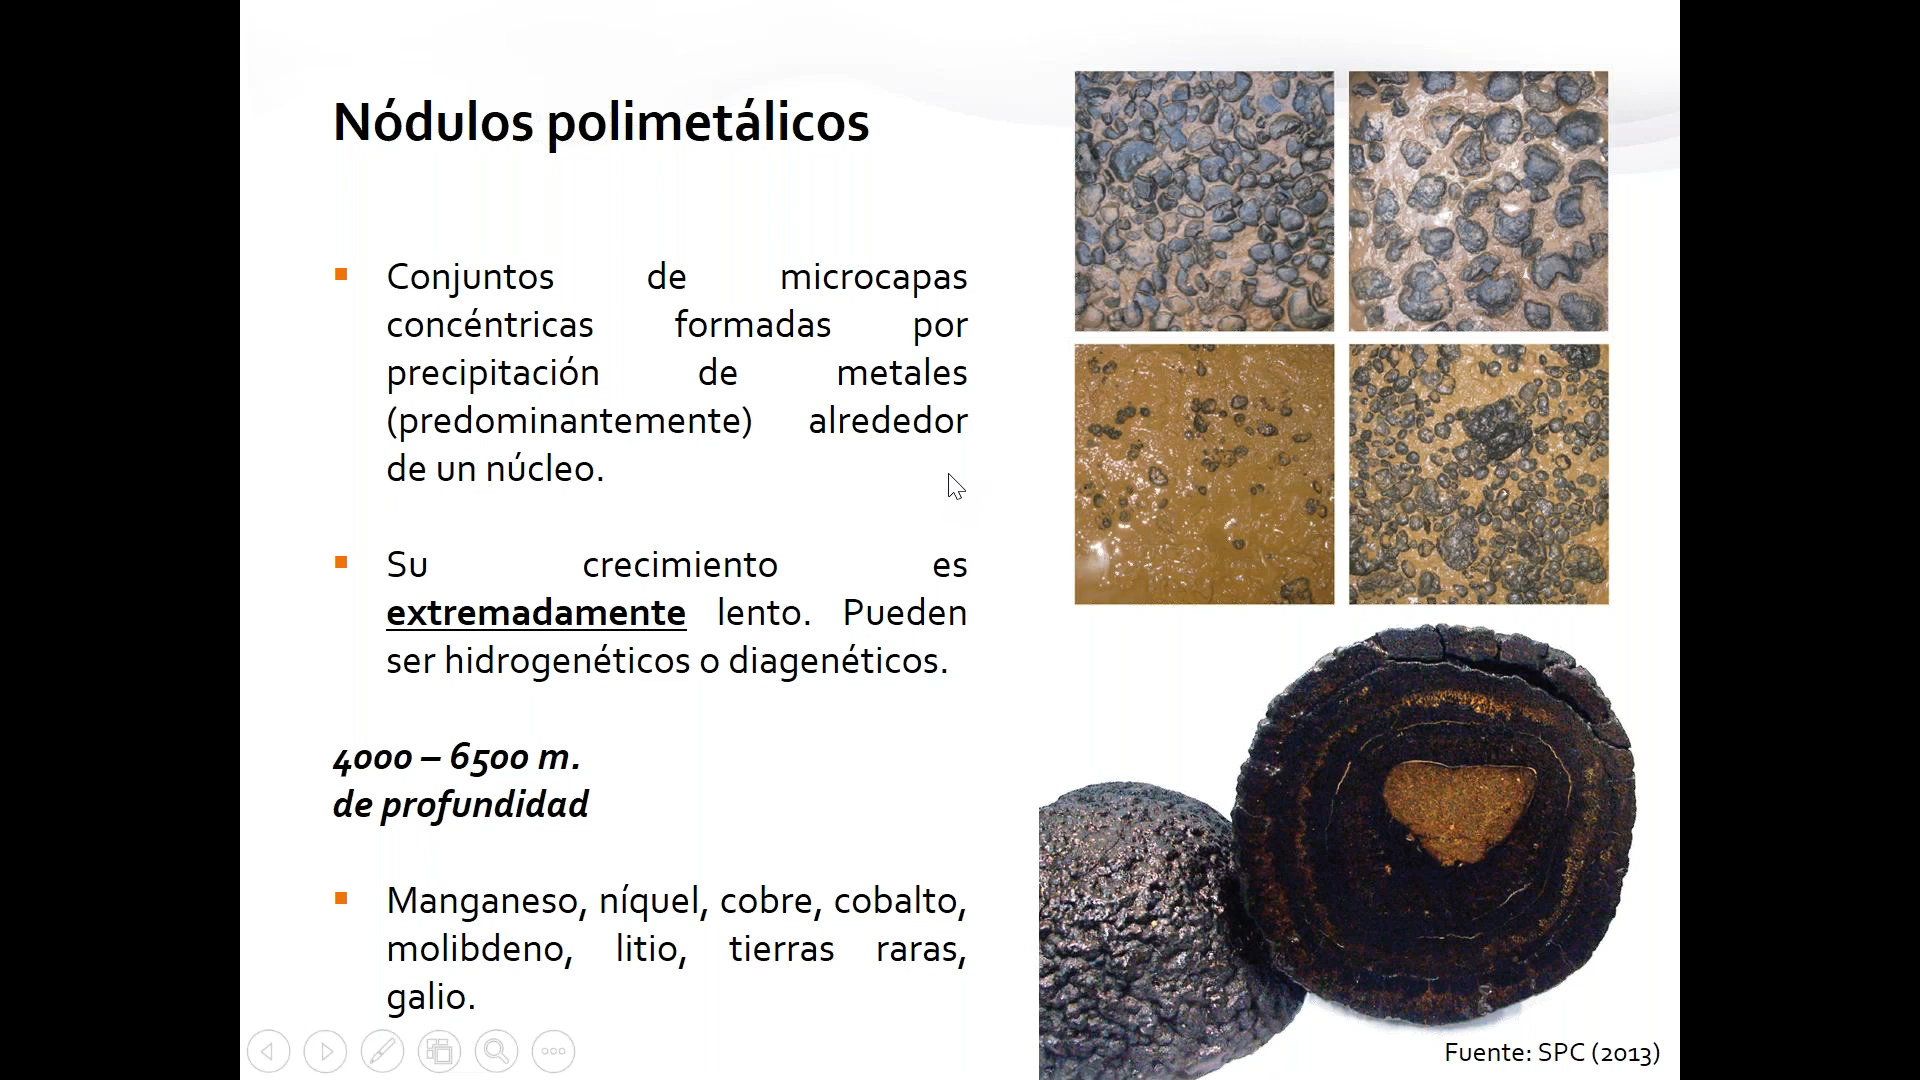 Nódulos polimetálicos
Conjuntos de microcapas
concéntricas formadas por
precipitación de metales
(predominantemente) alrededor
de un núcleo.
Su crecimiento es
extremadamente lento. Pueden
ser hidrogenéticos o diagenéticos.
4000 – 6500 m.
de profundidad
Manganeso, níquel, cobre, cobalto,
molibdeno, litio, tierras raras,
galio.
Fuente: SPC (2013)